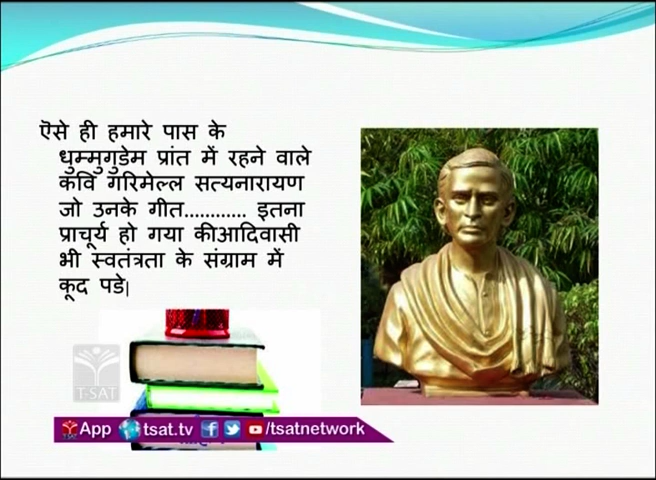 ऎसे ही हमारे पास के
धुम्मुगुडेम प्रांत में रहने वाले
कवि गरिमेल्ल सत्यनारायण
जो उनके गीत............ इतना
प्राचूर्य हो गया कीआदिवासी
भी स्वतंत्रता के संग्राम में
कूद पडे|
T-SAT
App tsat.tv /tsatnetwork